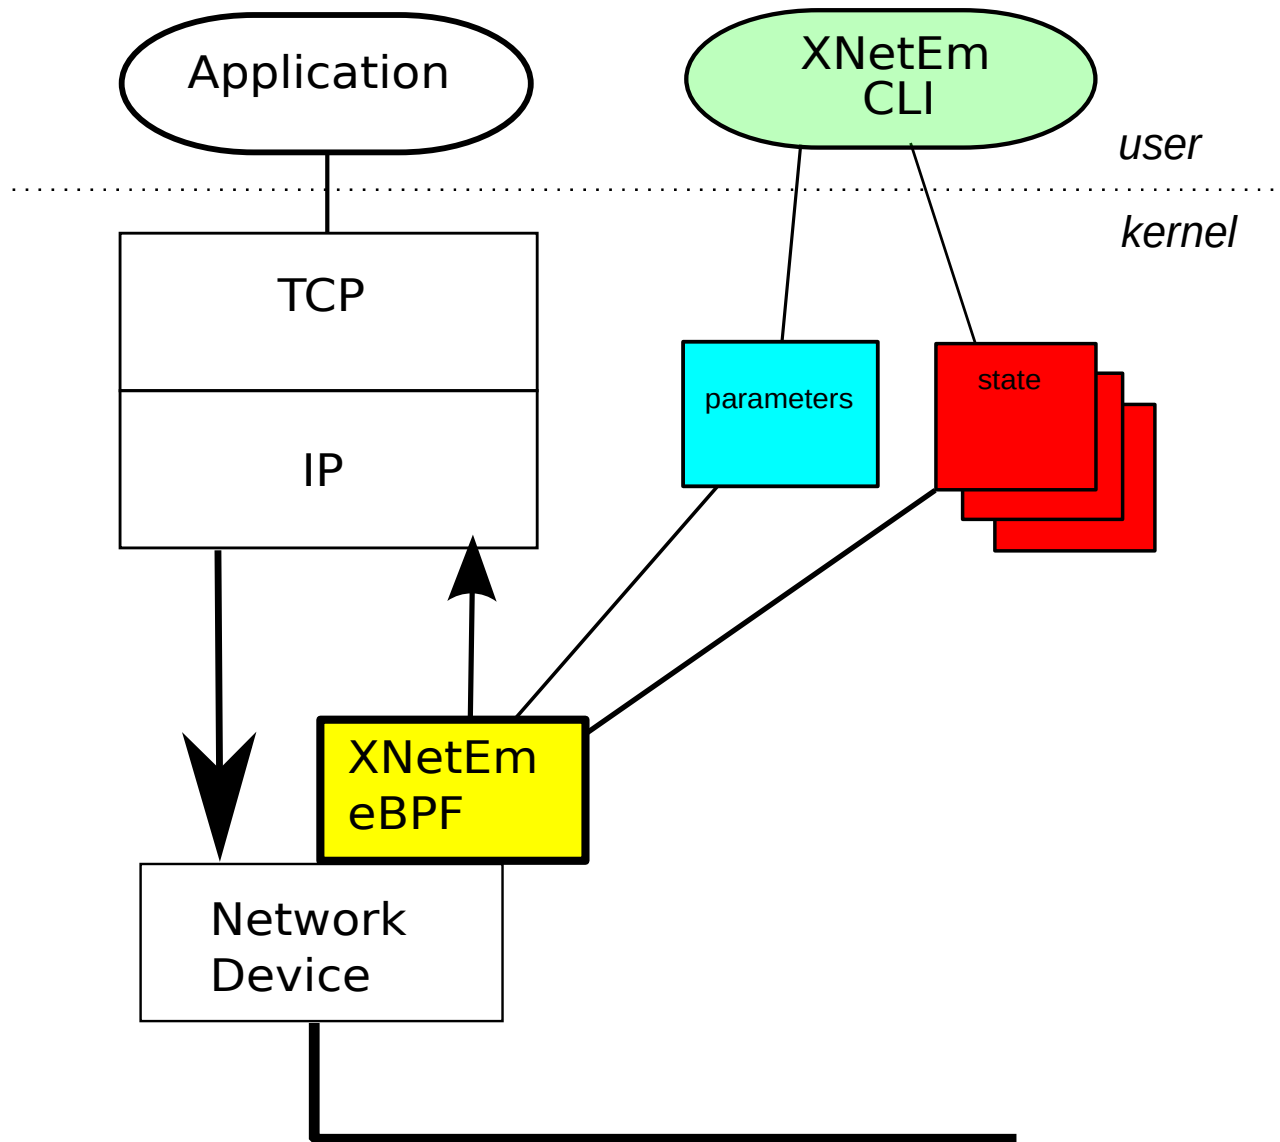 Application
XNetEm
CLI
user
kernel
TCP
IP
parameters
state
XNetEm
eBPF
Network
Device